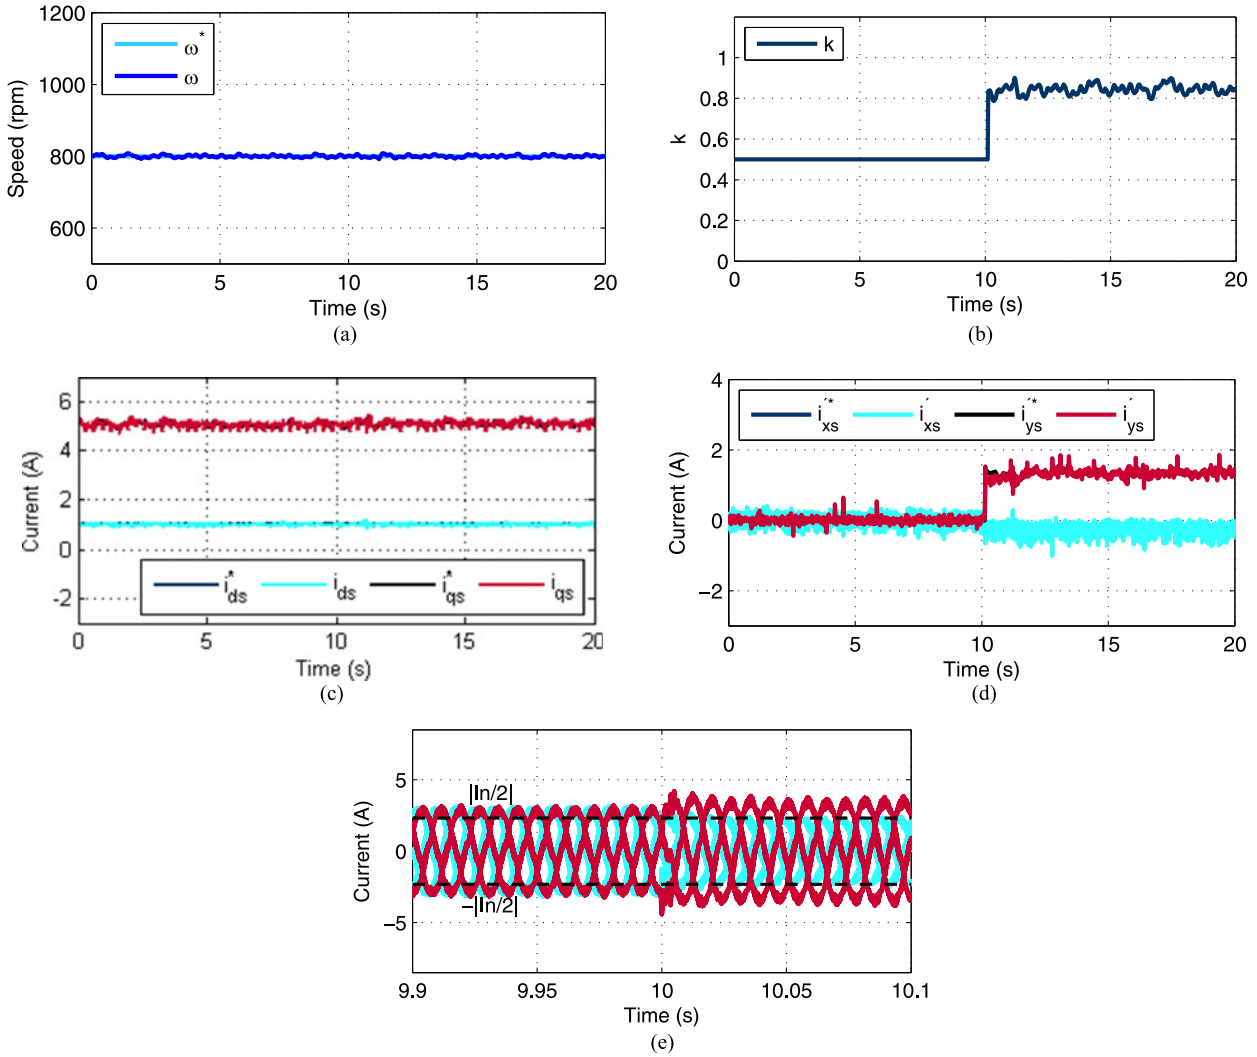 1200
1000
800
600
Speed (rpm)
ω*
ω
0 5 10 15 20
Time (s)
(a)
1
0.8
0.6
0.4
0.2
0
k
k
0 5 10 15 20
Time (s)
(b)
6
4
2
0
-2
Current (A)
i*ds ids i*qs iqs
0 5 10 15 20
Time (s)
(c)
4
2
0
−2
Current (A)
i′*xs i′xs i′*ys i′ys
0 5 10 15 20
Time (s)
(d)
5
0
−5
Current (A)
|In/2|
−|In/2|
9.9 9.95 10 10.05 10.1
Time (s)
(e)